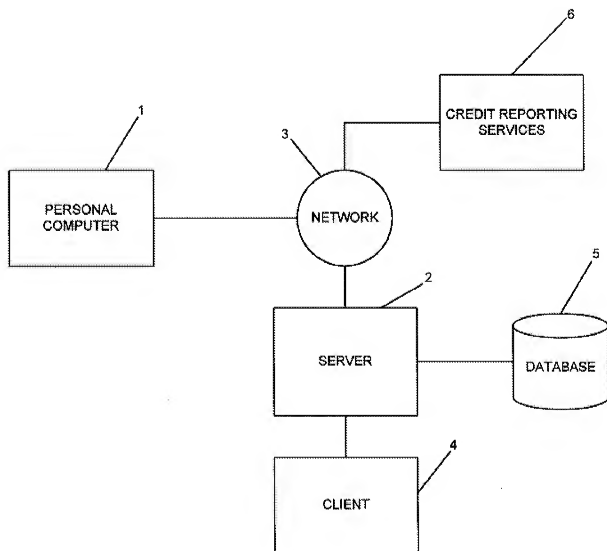 6
CREDIT REPORTING
SERVICES
1
3
PERSONAL
COMPUTER
NETWORK
2
5
SERVER
DATABASE
4
CLIENT